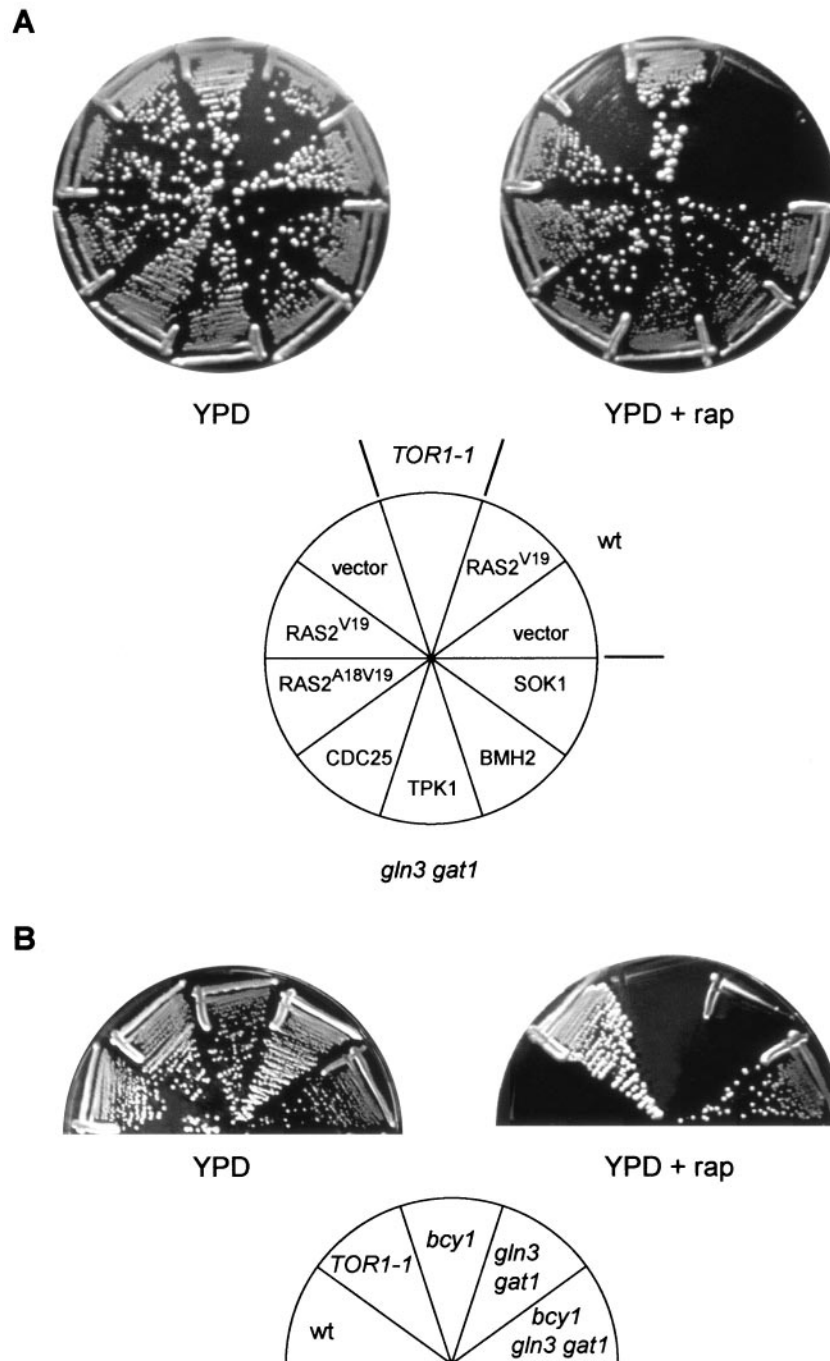 A
YPD
YPD + rap
TOR1-1
wt
vector
RAS2V19
RAS2V19
vector
RAS2A18V19
SOK1
CDC25
BMH2
TPK1
gln3 gat1
B
YPD
YPD + rap
TOR1-1
bcy1
gln3
gat1
wt
bcy1
gln3 gat1